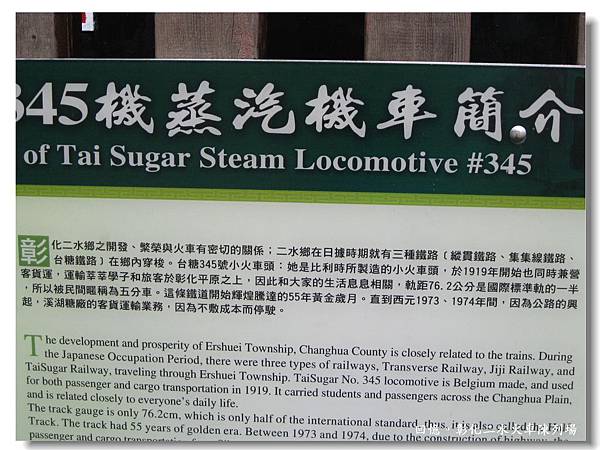 345機蒸汽機車簡介
of Tai Sugar Steam Locomotive #345
彰化二水鄉之開發、繁榮與火車有密切的關係；二水鄉在日據時期就有三種鐵路〔縱貫鐵路、集集線鐵路、
台糖鐵路〕在鄉內穿梭。台糖345號小火車頭：她是比利時所製造的小火車頭，於1919年開始也同時兼營
客貨運，運輸莘莘學子和旅客於彰化平原之上，因此和大家的生活息息相關，軌距76.2公分是國際標準軌的一半
，所以被民間暱稱為五分車。這條鐵道開始輝煌騰達的55年黃金歲月。直到西元1973、1974年間，因為公路的興
起，溪湖糖廠的客貨運輸業務，因為不敷成本而停駛。
The development and prosperity of Ershuei Township, Changhua County is closely related to the trains. During
the Japanese Occupation Period, there were three types of railways, Transverse Railway, Jiji Railway, and
TaiSugar Railway, traveling through Ershuei Township. TaiSugar No. 345 locomotive is Belgium made, and used
for both passenger and cargo transportation in 1919. It carried students and passengers across the Changhua Plain,
and is related closely to everyone's daily life.
The track gauge is only 76.2cm, which is only half of the international standard, thus, it is also called the Half
Track. The track had 55 years of golden era. Between 1973 and 1974, due to the construction of highway, the
passenger and cargo transportation